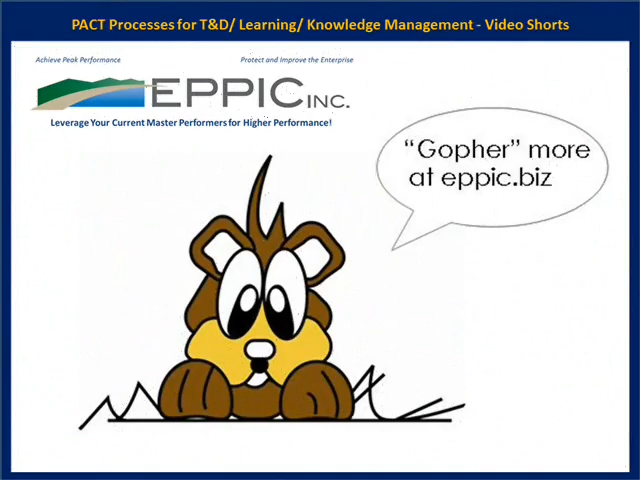 PACT Processes for T&D/ Learning/ Knowledge Management - Video Shorts
Achieve Peak Performance
Protect and Improve the Enterprise
EPPIC INC.
Leverage Your Current Master Performers for Higher Performance!
“Gopher” more
at eppic.biz